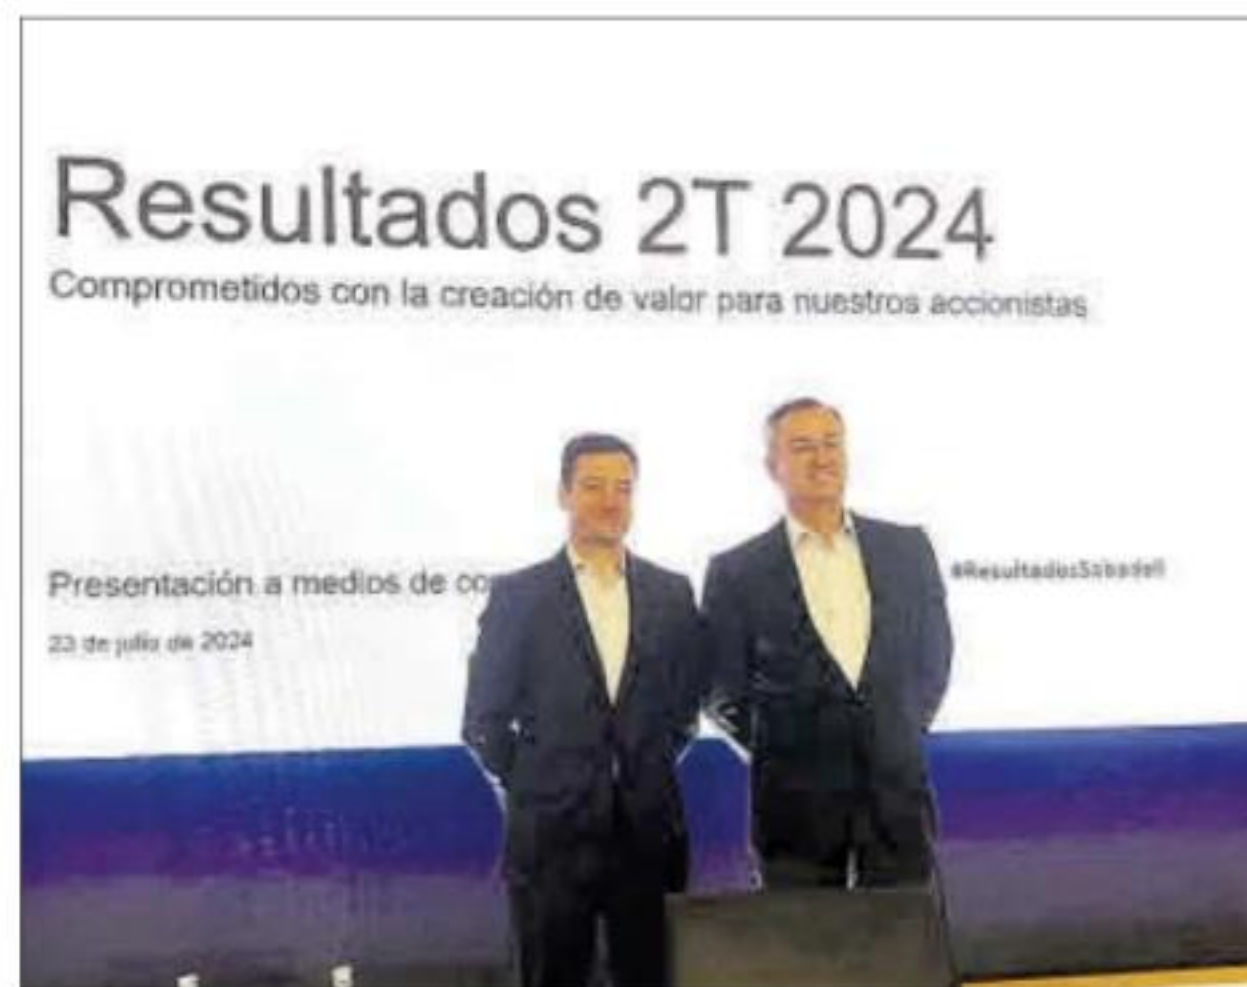 Resultados 2T 2024
Comprometidos con la creación de valor para nuestros accionistas
Presentación a medios de co
#ResultadosSabadell
23 de julio de 2024